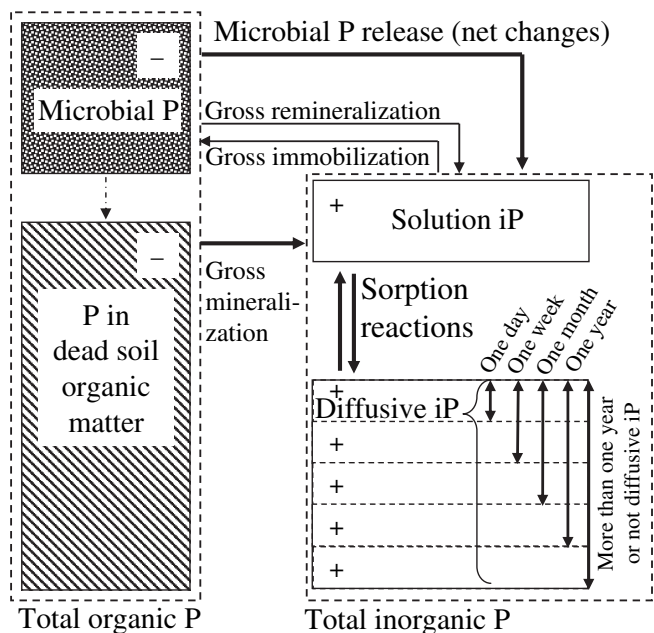 Microbial P release (net changes)
–
Microbial P
Gross remineralization
Gross immobilization
+
Solution iP
–
Gross
minerali-
zation
P in
dead soil
organic
matter
Sorption
reactions
One day
One week
One month
One year
+
Diffusive iP
+
+
+
+
More than one year
or not diffusive iP
Total organic P
Total inorganic P